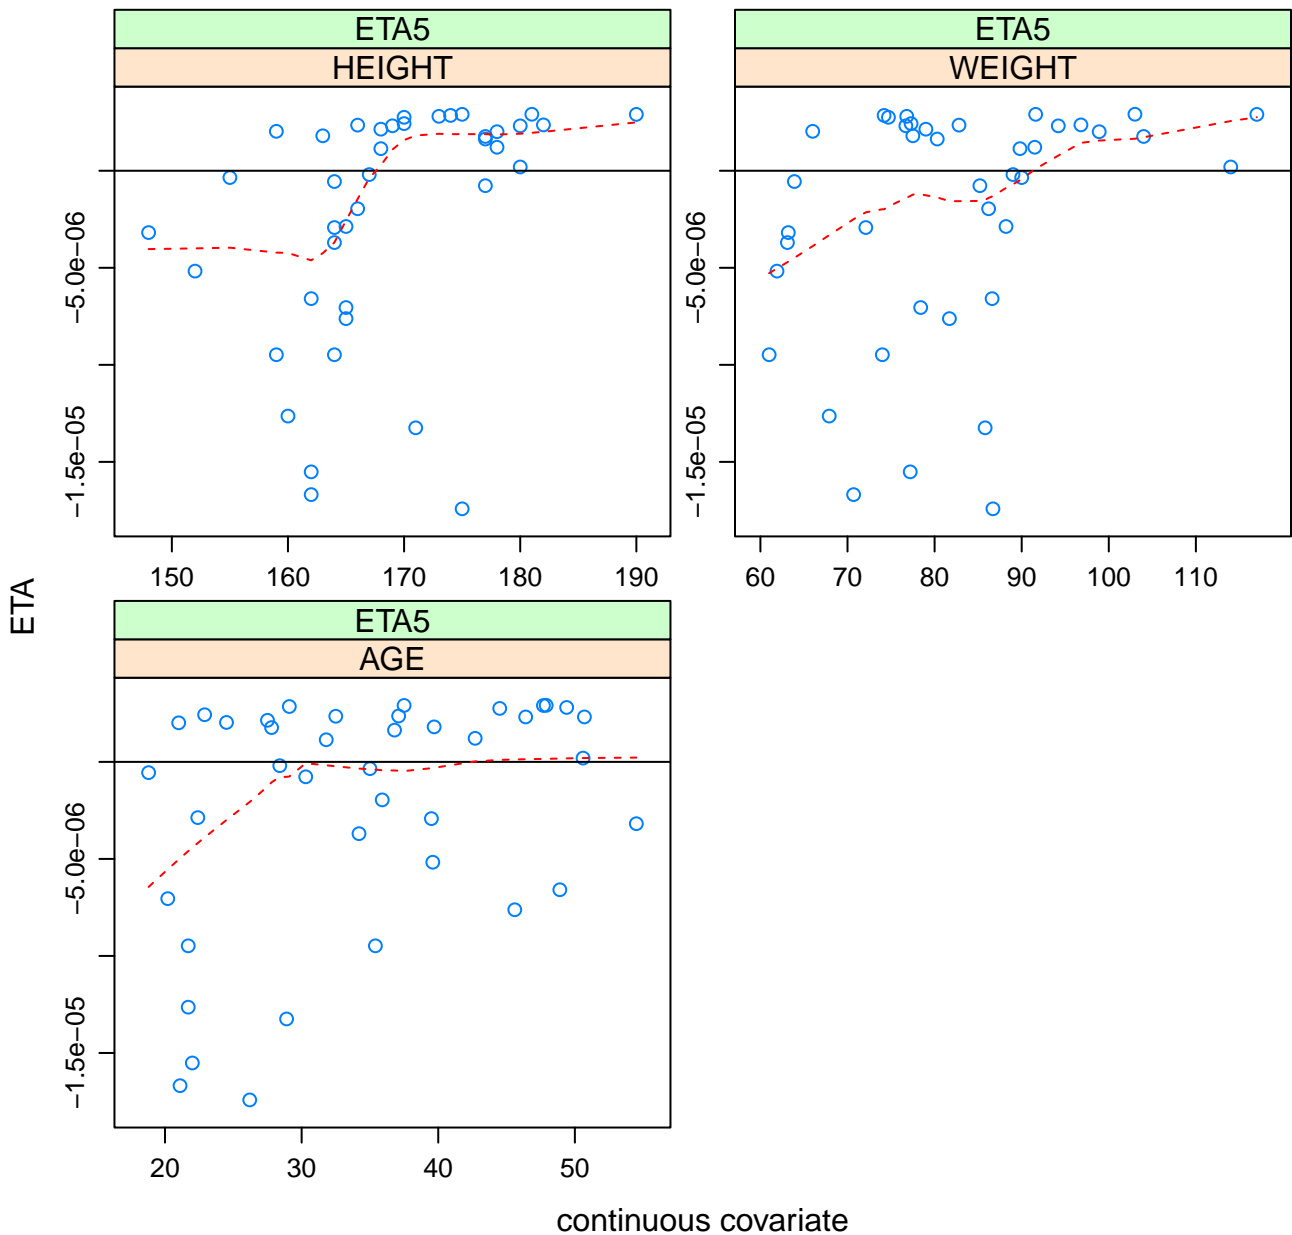 ETA5 ETA5
HEIGHT WEIGHT
−5.0e−06 −5.0e−06
−1.5e−05 −1.5e−05
150 160 170 180 190 60 70 80 90 100 110
ETA
ETA5
AGE
−5.0e−06
−1.5e−05
20 30 40 50
continuous covariate